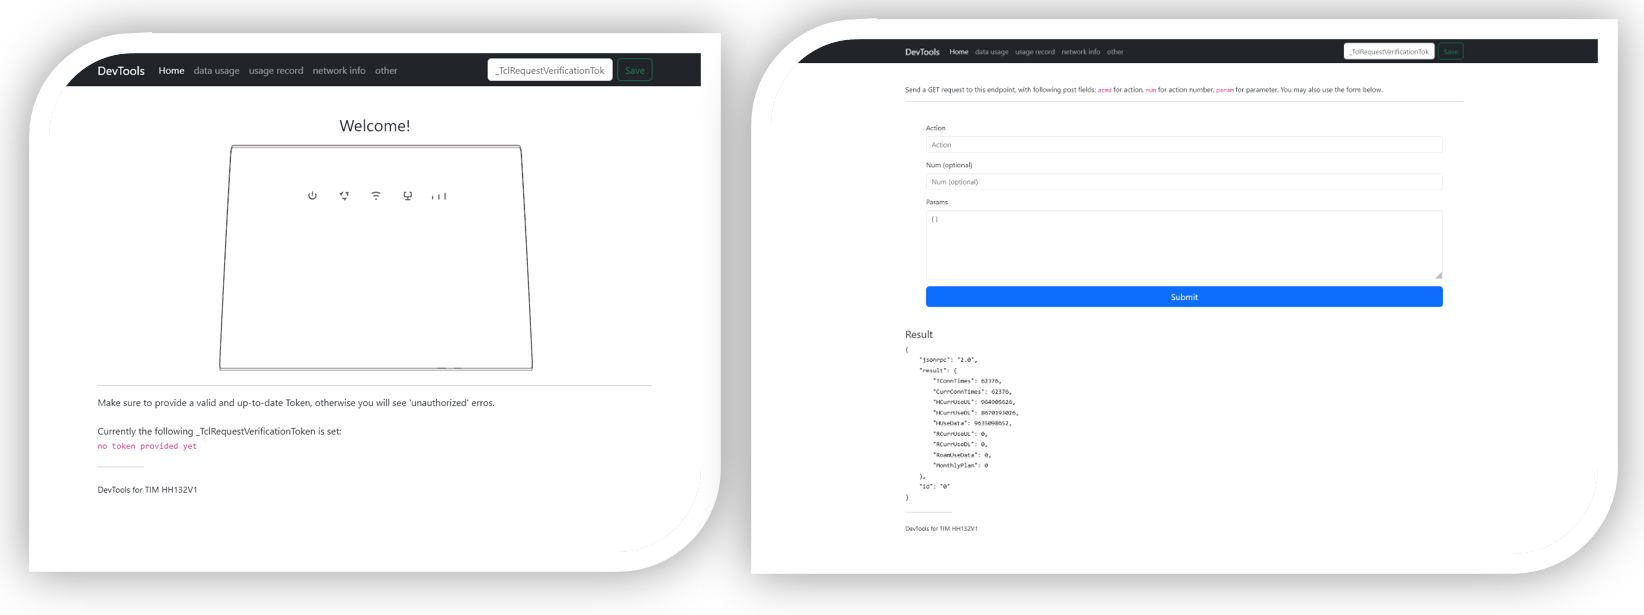 DevTools Home data usage usage record network info other _TclRequestVerificationTok Save
Welcome!
Make sure to provide a valid and up-to-date Token, otherwise you will see 'unauthorized' erros.
Currently the following _TclRequestVerificationToken is set:
no token provided yet
DevTools for TIM HH132V1
DevTools Home data usage usage record network info other _TclRequestVerificationTok Save
Send a GET request to this endpoint, with following post fields: acmd for action, num for action number, param for parameter. You may also use the form below.
Action
Action
Num (optional)
Num (optional)
Params
{}
Submit
Result
{
"jsonrpc": "2.0",
"result": {
"TConnTimes": 62376,
"CurrConnTimes": 62376,
"HCurrUseUL": 964905626,
"HCurrUseDL": 8670193026,
"HUseData": 9635098652,
"RCurrUseUL": 0,
"RCurrUseDL": 0,
"RoamUseData": 0,
"MonthlyPlan": 0
},
"id": "0"
}
DevTools for TIM HH132V1